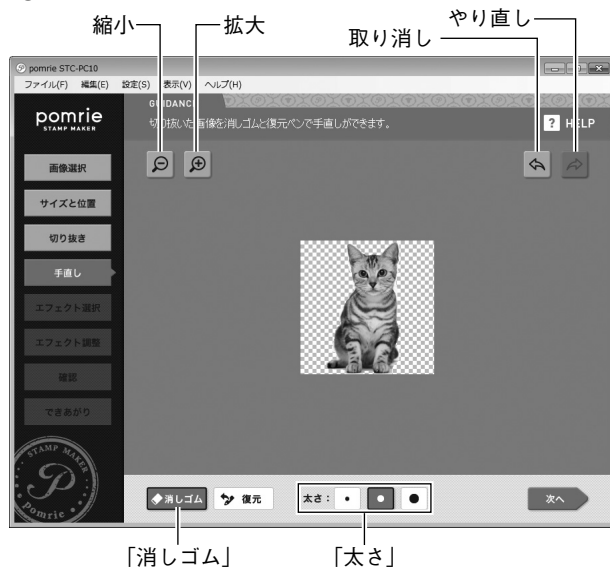 縮小
拡大
取り消し
やり直し
pomrie STC-PC10
ファイル(F) 編集(E) 設定(S) 表示(V) ヘルプ(H)
GUIDANCE
pomrie
STAMP MAKER
切り抜いた画像を消しゴムと復元ペンで手直しができます。
? HELP
画像選択
サイズと位置
切り抜き
手直し
エフェクト選択
エフェクト調整
確認
できあがり
STAMP MAKER
P
pomrie
消しゴム
復元
太さ:
次へ
「消しゴム」
「太さ」